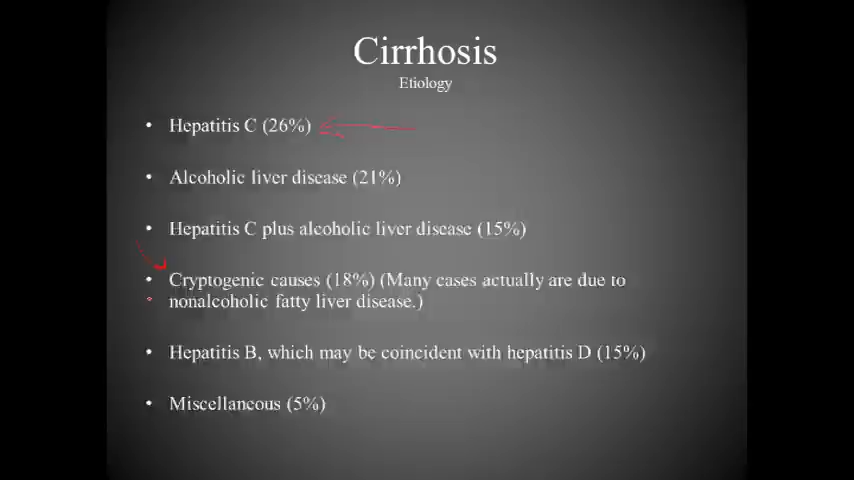 Cirrhosis
Etiology
• Hepatitis C (26%)
• Alcoholic liver disease (21%)
• Hepatitis C plus alcoholic liver disease (15%)
• Cryptogenic causes (18%) (Many cases actually are due to
nonalcoholic fatty liver disease.)
• Hepatitis B, which may be coincident with hepatitis D (15%)
• Miscellaneous (5%)